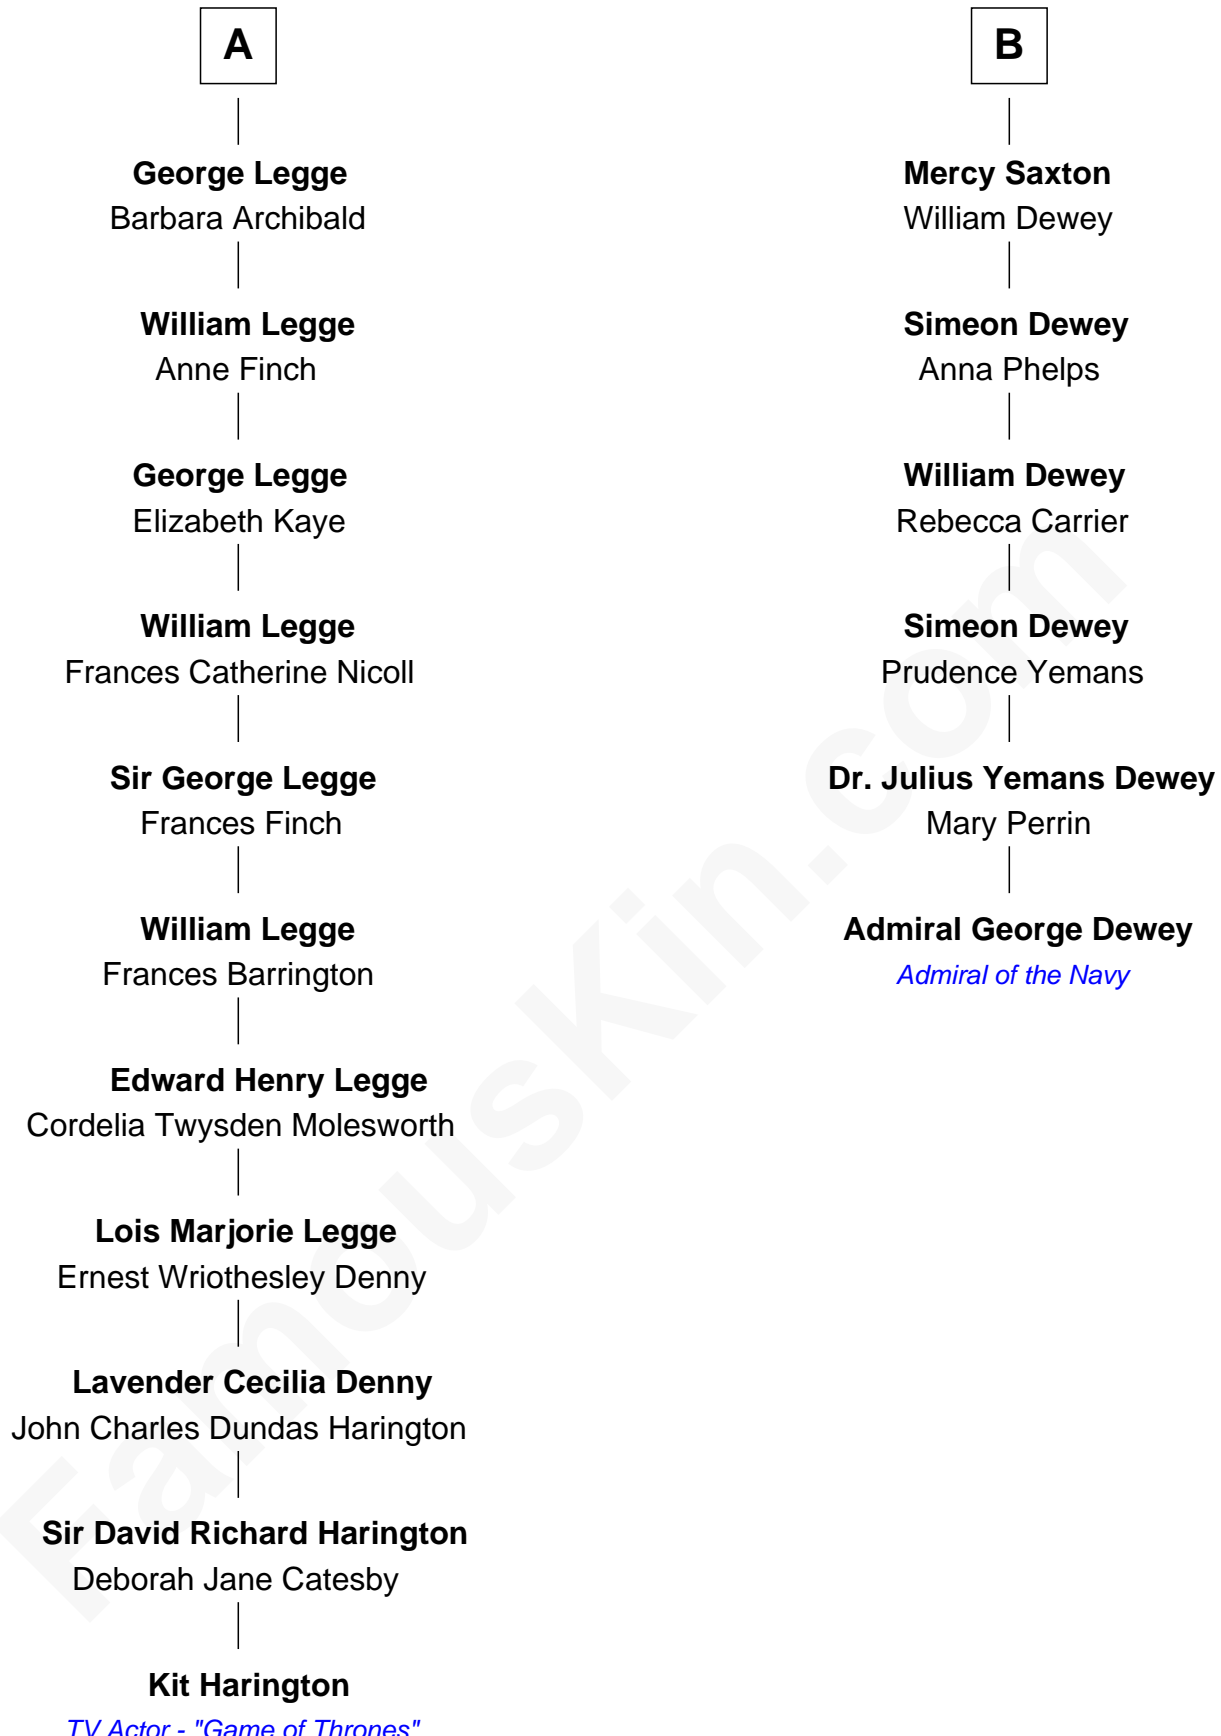 A
George Legge
Barbara Archibald
William Legge
Anne Finch
George Legge
Elizabeth Kaye
William Legge
Frances Catherine Nicoll
Sir George Legge
Frances Finch
William Legge
Frances Barrington
Edward Henry Legge
Cordelia Twysden Molesworth
Lois Marjorie Legge
Ernest Wriothesley Denny
Lavender Cecilia Denny
John Charles Dundas Harington
Sir David Richard Harington
Deborah Jane Catesby
Kit Harington
TV Actor - "Game of Thrones"
B
Mercy Saxton
William Dewey
Simeon Dewey
Anna Phelps
William Dewey
Rebecca Carrier
Simeon Dewey
Prudence Yemans
Dr. Julius Yemans Dewey
Mary Perrin
Admiral George Dewey
Admiral of the Navy
FamousKin.com